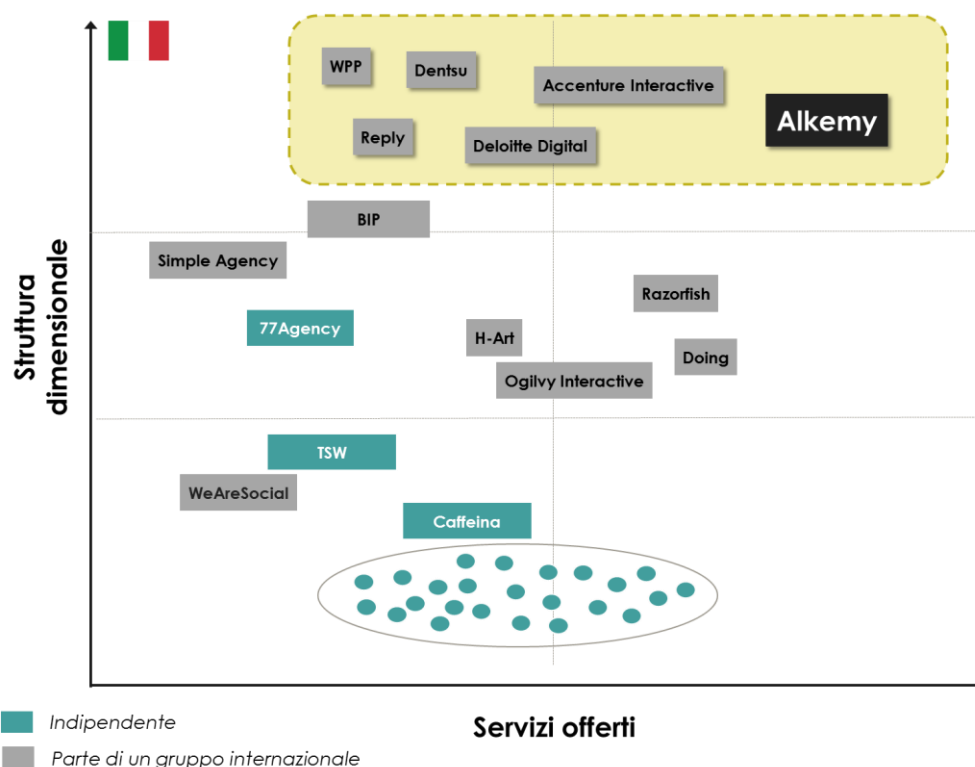 WPP
Dentsu
Accenture Interactive
Alkemy
Reply
Deloitte Digital
BIP
Simple Agency
Razorfish
77Agency
H-Art
Doing
Ogilvy Interactive
Struttura
dimensionale
TSW
WeAreSocial
Caffeina
Indipendente
Servizi offerti
Parte di un gruppo internazionale